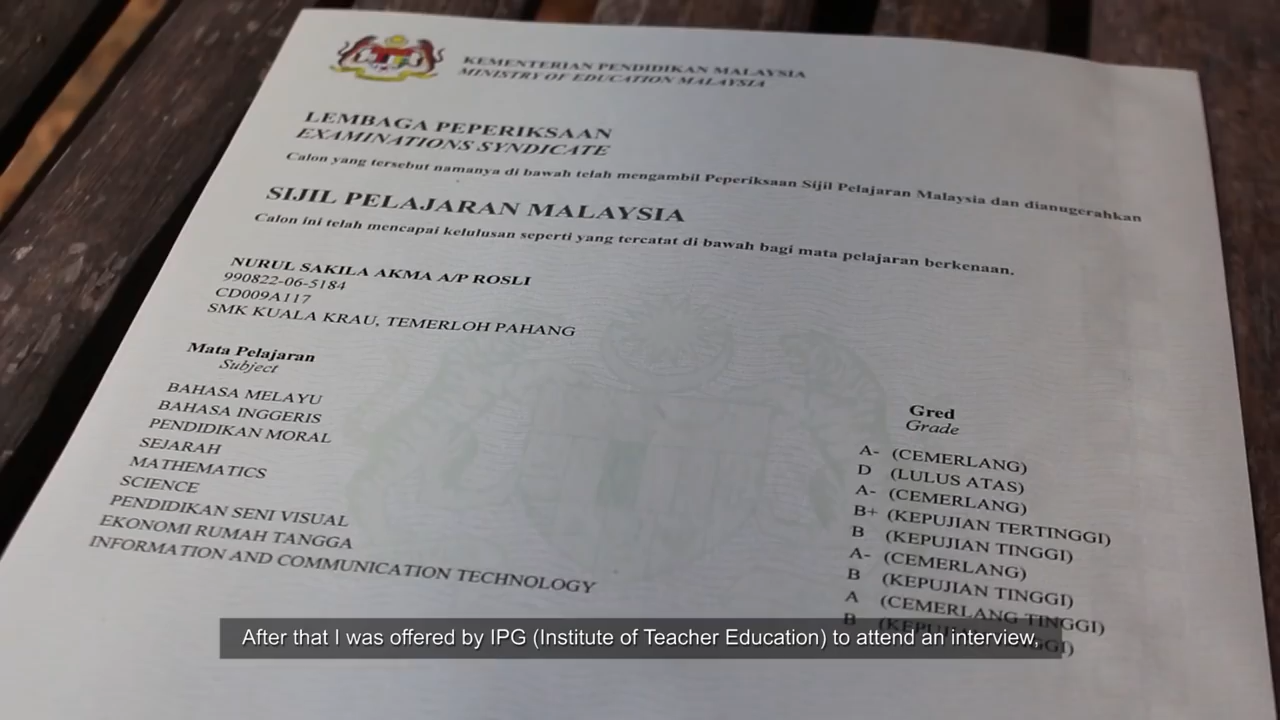 KEMENTERIAN PENDIDIKAN MALAYSIA
MINISTRY OF EDUCATION MALAYSIA
LEMBAGA PEPERIKSAAN
EXAMINATIONS SYNDICATE
Calon yang tersebut namanya di bawah telah mengambil Peperiksaan Sijil Pelajaran Malaysia dan dianugerahkan
SIJIL PELAJARAN MALAYSIA
Calon ini telah mencapai kelulusan seperti yang tercatat di bawah bagi mata pelajaran berkenaan.
NURUL SAKILA AKMA A/P ROSLI
990822-06-5184
CD009A117
SMK KUALA KRAU, TEMERLOH PAHANG
Mata Pelajaran
Subject
Gred
Grade
BAHASA MELAYU A- (CEMERLANG)
BAHASA INGGERIS D (LULUS ATAS)
PENDIDIKAN MORAL A- (CEMERLANG)
SEJARAH B+ (KEPUJIAN TERTINGGI)
MATHEMATICS B (KEPUJIAN TINGGI)
SCIENCE A- (CEMERLANG)
PENDIDIKAN SENI VISUAL B (KEPUJIAN TINGGI)
EKONOMI RUMAH TANGGA A (CEMERLANG TINGGI)
INFORMATION AND COMMUNICATION TECHNOLOGY B
After that I was offered by IPG (Institute of Teacher Education) to attend an interview,